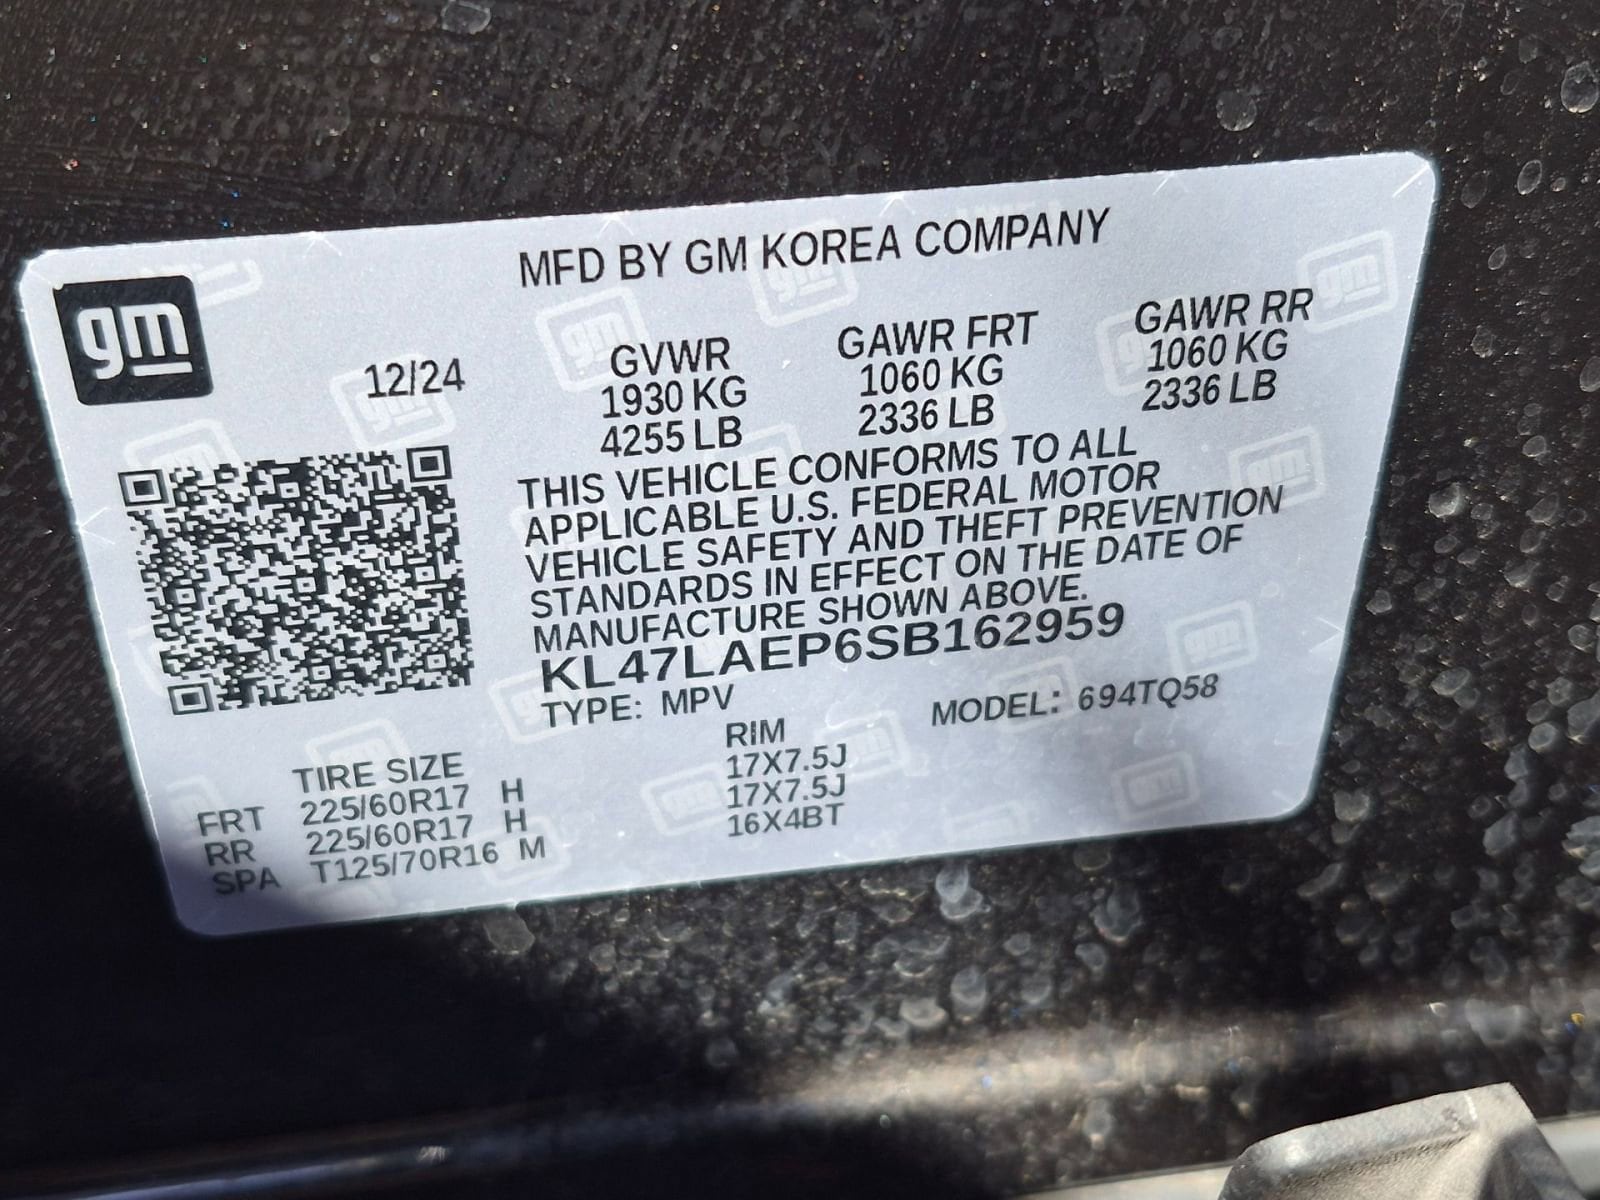 gm
MFD BY GM KOREA COMPANY
12/24
GVWR GAWR FRT GAWR RR
1930 KG 1060 KG 1060 KG
4255 LB 2336 LB 2336 LB
THIS VEHICLE CONFORMS TO ALL
APPLICABLE U.S. FEDERAL MOTOR
VEHICLE SAFETY AND THEFT PREVENTION
STANDARDS IN EFFECT ON THE DATE OF
MANUFACTURE SHOWN ABOVE.
KL47LAEP6SB162959
TYPE: MPV MODEL: 694TQ58
TIRE SIZE RIM
FRT 225/60R17 H 17X7.5J
RR 225/60R17 H 17X7.5J
SPA T125/70R16 M 16X4BT